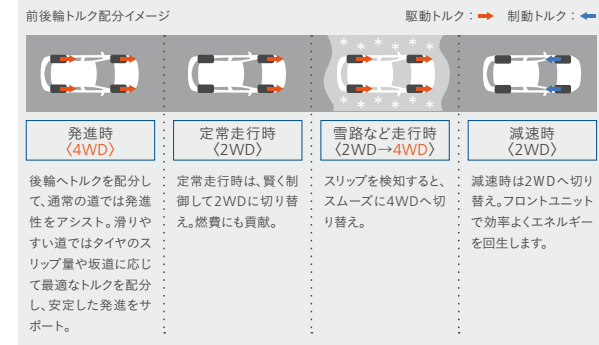 前後輪トルク配分イメージ
駆動トルク：
制動トルク：
発進時
〈4WD〉
後輪へトルクを配分し
て、通常の道では発進
性をアシスト。滑りや
すい道ではタイヤのス
リップ量や坂道に応じ
て最適なトルクを配分
し、安定した発進をサ
ポート。
定常走行時
〈2WD〉
定常走行時は、賢く制
御して2WDに切り替
え。燃費にも貢献。
雪路など走行時
〈2WD→4WD〉
スリップを検知すると、
スムーズに4WDへ切
り替え。
減速時
〈2WD〉
減速時は2WDへ切り
替え。フロントユニット
で効率よくエネルギー
を回生します。